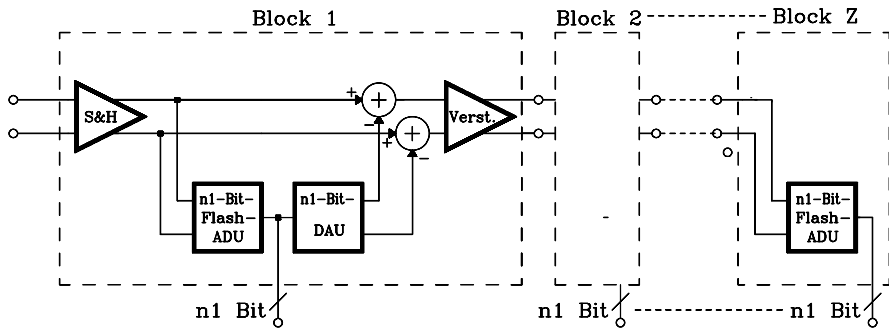 Block 1
Block 2
Block Z
S&H
+
+
−
+
+
−
Verst.
n1-Bit-
Flash-
ADU
n1-Bit-
DAU
n1-Bit-
Flash-
ADU
n1 Bit
n1 Bit
n1 Bit